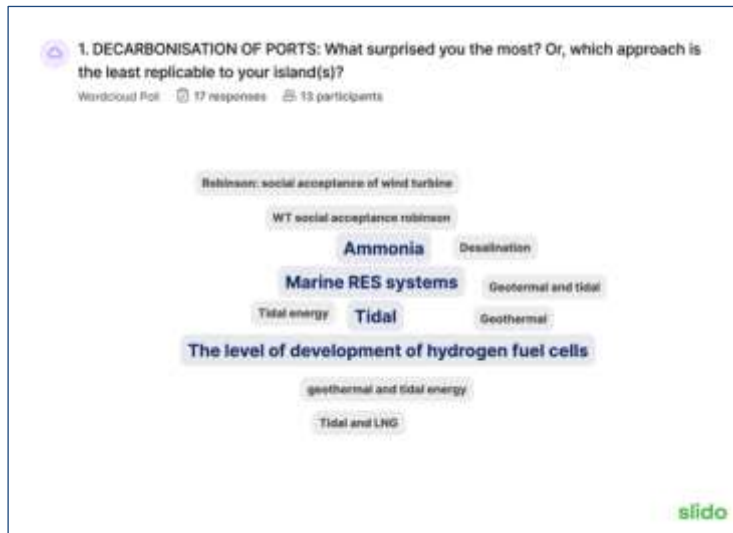 1. DECARBONISATION OF PORTS: What surprised you the most? Or, which approach is
the least replicable to your island(s)?
Wordcloud Poll 17 responses 13 participants
Robinson: social acceptance of wind turbine
WT social acceptance robinson
Ammonia Desalination
Marine RES systems Geotermal and tidal
Tidal energy Tidal Geothermal
The level of development of hydrogen fuel cells
geothermal and tidal energy
Tidal and LNG
slido